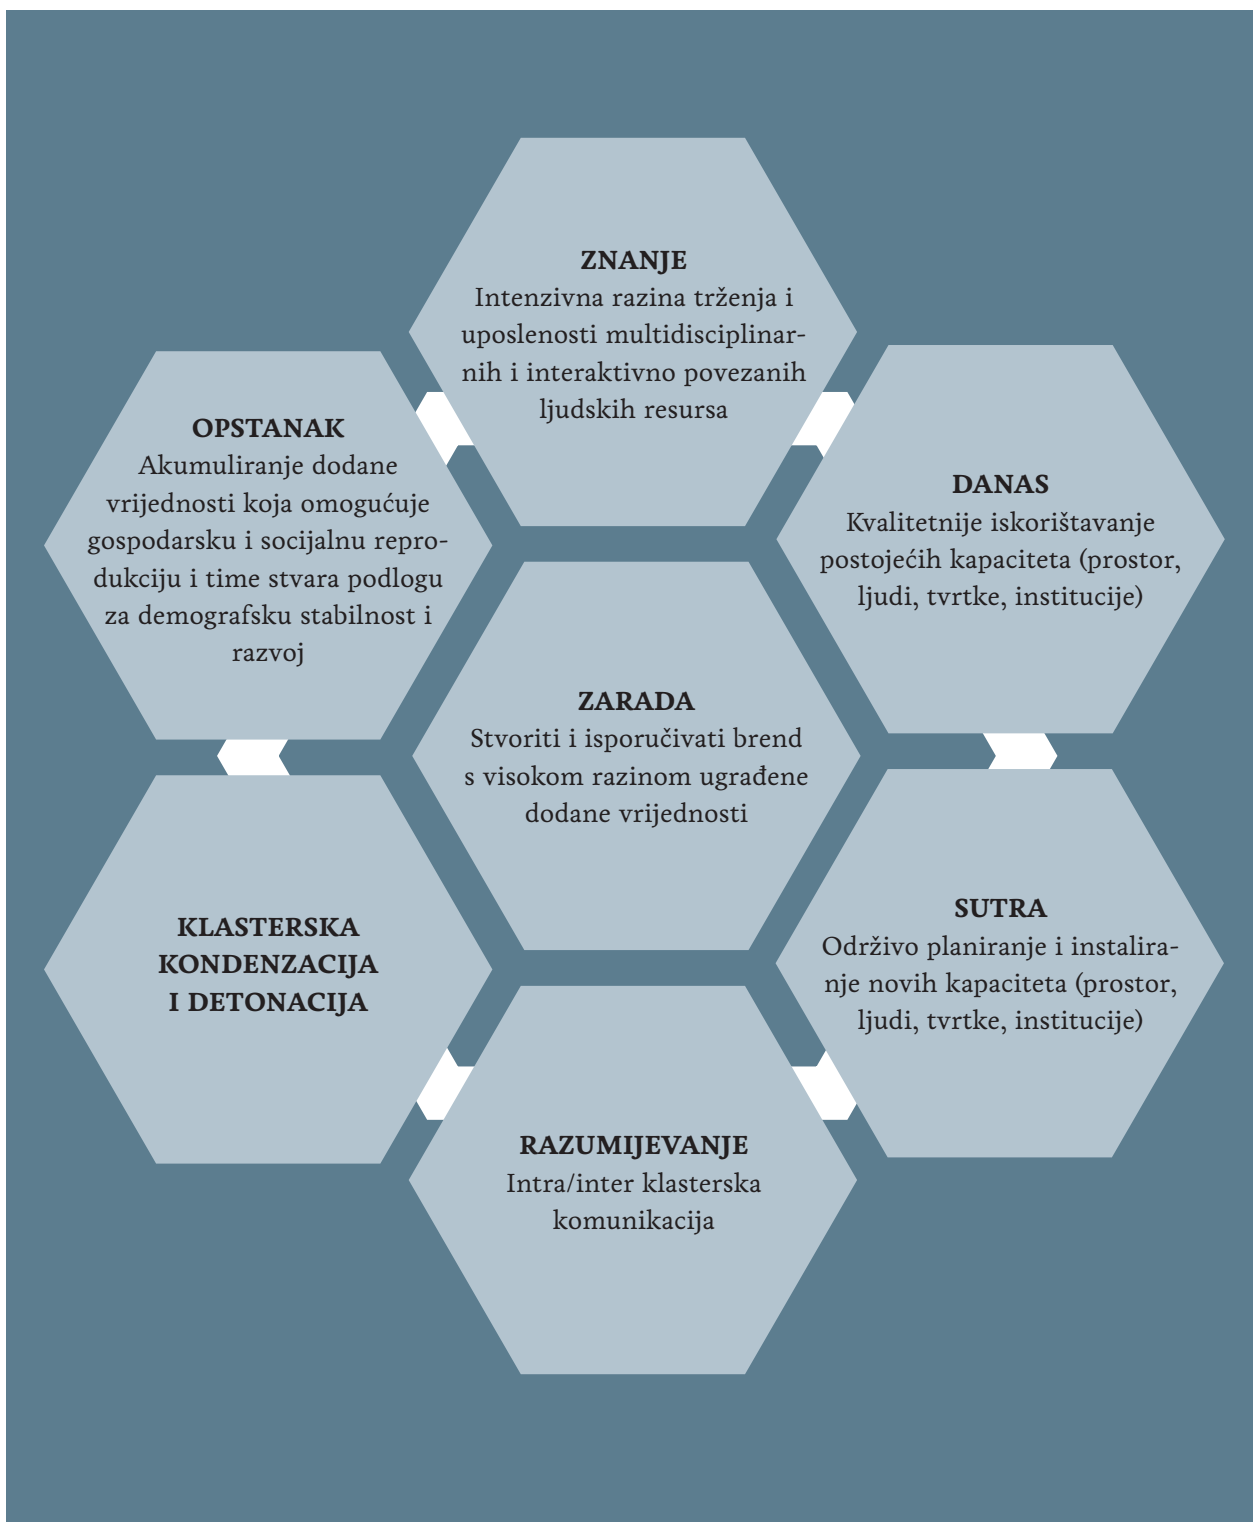 ZNANJE
Intenzivna razina trženja i
uposlenosti multidisciplinar-
nih i interaktivno povezanih
ljudskih resursa
OPSTANAK
Akumuliranje dodane
vrijednosti koja omogućuje
gospodarsku i socijalnu repro-
dukciju i time stvara podlogu
za demografsku stabilnost i
razvoj
DANAS
Kvalitetnije iskorištavanje
postojećih kapaciteta (prostor,
ljudi, tvrtke, institucije)
ZARADA
Stvoriti i isporučivati brend
s visokom razinom ugrađene
dodane vrijednosti
KLASTERSKA
KONDENZACIJA
I DETONACIJA
SUTRA
Održivo planiranje i instalira-
nje novih kapaciteta (prostor,
ljudi, tvrtke, institucije)
RAZUMIJEVANJE
Intra/inter klasterska
komunikacija